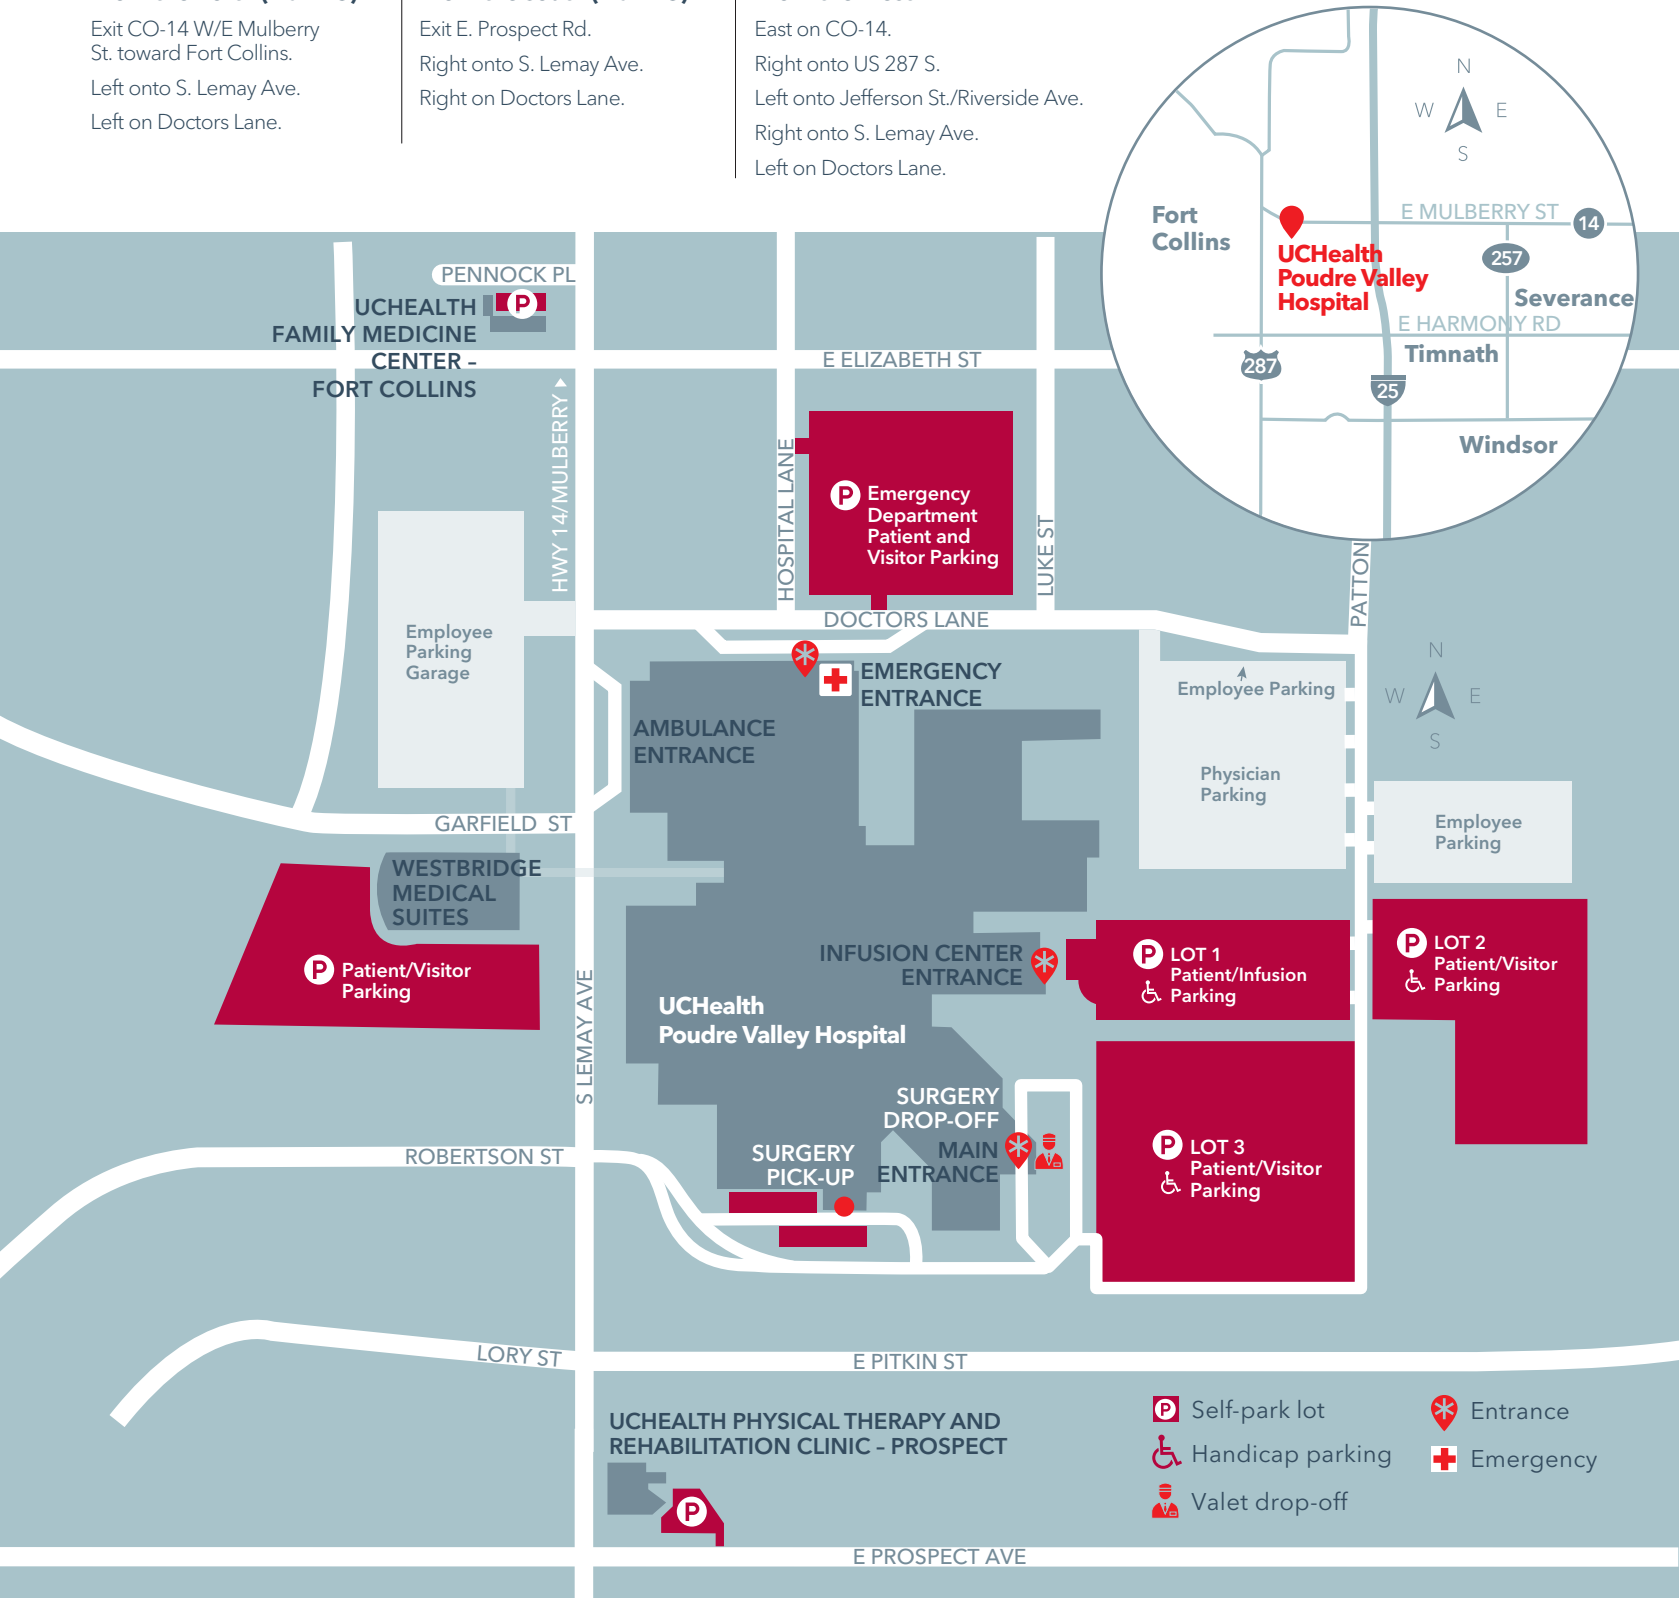 Exit CO-14 W/E Mulberry
St. toward Fort Collins.
Left onto S. Lemay Ave.
Left on Doctors Lane.
Exit E. Prospect Rd.
Right onto S. Lemay Ave.
Right on Doctors Lane.
East on CO-14.
Right onto US 287 S.
Left onto Jefferson St./Riverside Ave.
Right onto S. Lemay Ave.
Left on Doctors Lane.
N
W E
S
Fort
Collins
E MULBERRY ST
14
257
UCHealth
Poudre Valley
Hospital
Severance
E HARMONY RD
Timnath
287
25
Windsor
PENNOCK PL
P
UCHEALTH
FAMILY MEDICINE
CENTER –
FORT COLLINS
E ELIZABETH ST
HWY 14/MULBERRY
HOSPITAL LANE
P
Emergency
Department
Patient and
Visitor Parking
LUKE ST
PATTON
DOCTORS LANE
Employee
Parking
Garage
EMERGENCY
ENTRANCE
AMBULANCE
ENTRANCE
Employee Parking
Physician
Parking
N
W E
S
Employee
Parking
GARFIELD ST
WESTBRIDGE
MEDICAL
SUITES
P
Patient/Visitor
Parking
S LEMAY AVE
INFUSION CENTER
ENTRANCE
P
LOT 1
Patient/Infusion
Parking
P
LOT 2
Patient/Visitor
Parking
UCHealth
Poudre Valley Hospital
SURGERY
DROP-OFF
MAIN
ENTRANCE
SURGERY
PICK-UP
P
LOT 3
Patient/Visitor
Parking
ROBERTSON ST
LORY ST
E PITKIN ST
UCHEALTH PHYSICAL THERAPY AND
REHABILITATION CLINIC – PROSPECT
P
E PROSPECT AVE
P
Self-park lot
Handicap parking
Valet drop-off
Entrance
Emergency